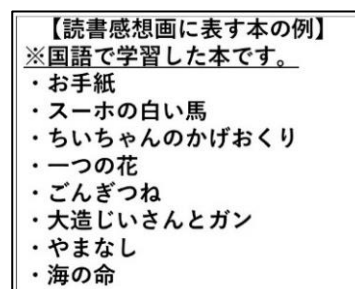 【読書感想画に表す本の例】
※国語で学習した本です。
・お手紙
・スーホの白い馬
・ちいちゃんのかげおくり
・一つの花
・ごんぎつね
・大造じいさんとガン
・やまなし
・海の命